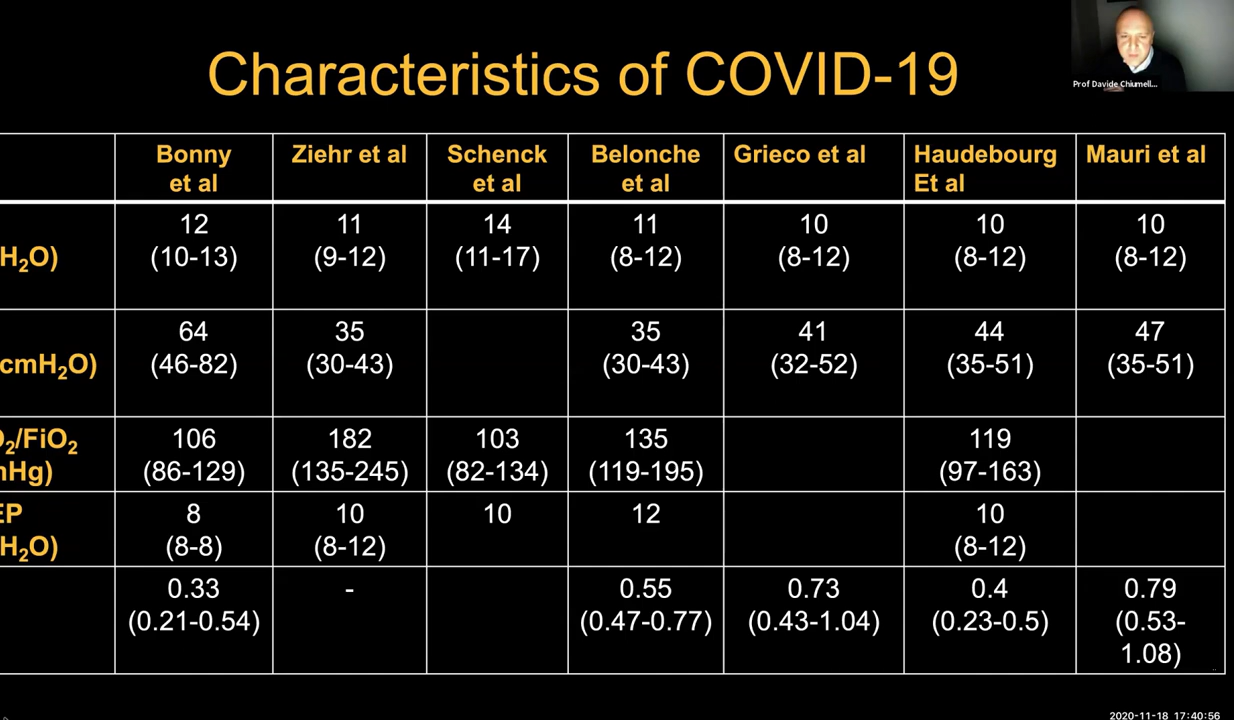 Characteristics of COVID-19
Prof Davide Chiumell...
Bonny et al
Ziehr et al
Schenck et al
Belonche et al
Grieco et al
Haudebourg Et al
Mauri et al
H₂O)
12 (10-13)
11 (9-12)
14 (11-17)
11 (8-12)
10 (8-12)
10 (8-12)
10 (8-12)
cmH₂O)
64 (46-82)
35 (30-43)
35 (30-43)
41 (32-52)
44 (35-51)
47 (35-51)
O₂/FiO₂
mHg)
106 (86-129)
182 (135-245)
103 (82-134)
135 (119-195)
119 (97-163)
EP
H₂O)
8 (8-8)
10 (8-12)
10
12
10 (8-12)
0.33 (0.21-0.54)
-
0.55 (0.47-0.77)
0.73 (0.43-1.04)
0.4 (0.23-0.5)
0.79 (0.53-1.08)
2020-11-18 17:40:56